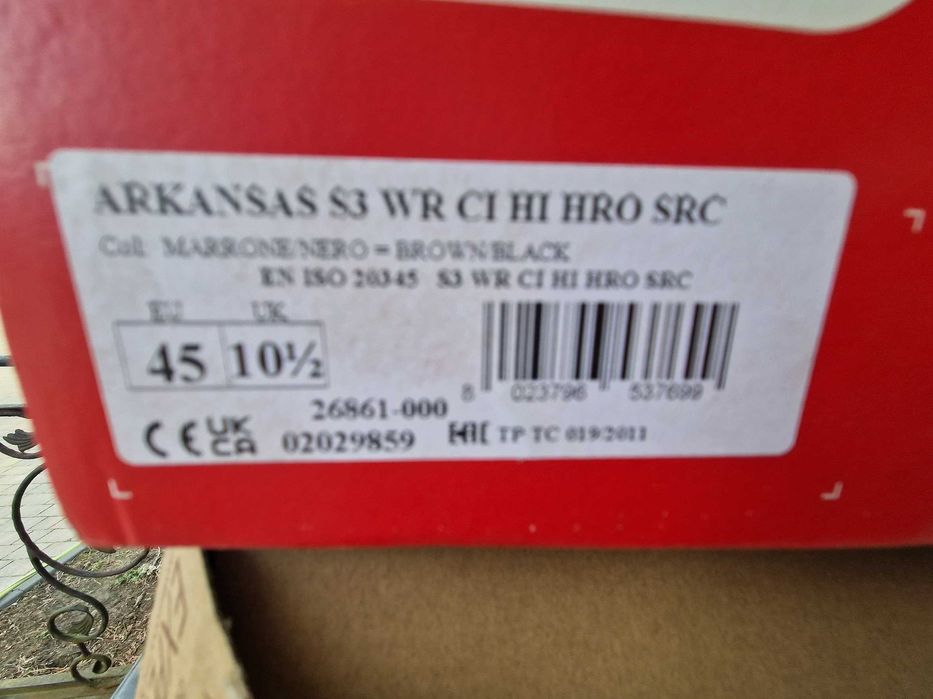 ARKANSAS S3 WR CI HI HRO SRC
Col: MARRONE/NERO = BROWN/BLACK
EN ISO 20345 S3 WR CI HI HRO SRC
EU UK
45 10½
8 023796 537699
26861-000
CE UK CA 02029859 EAC TP TC 019/2011